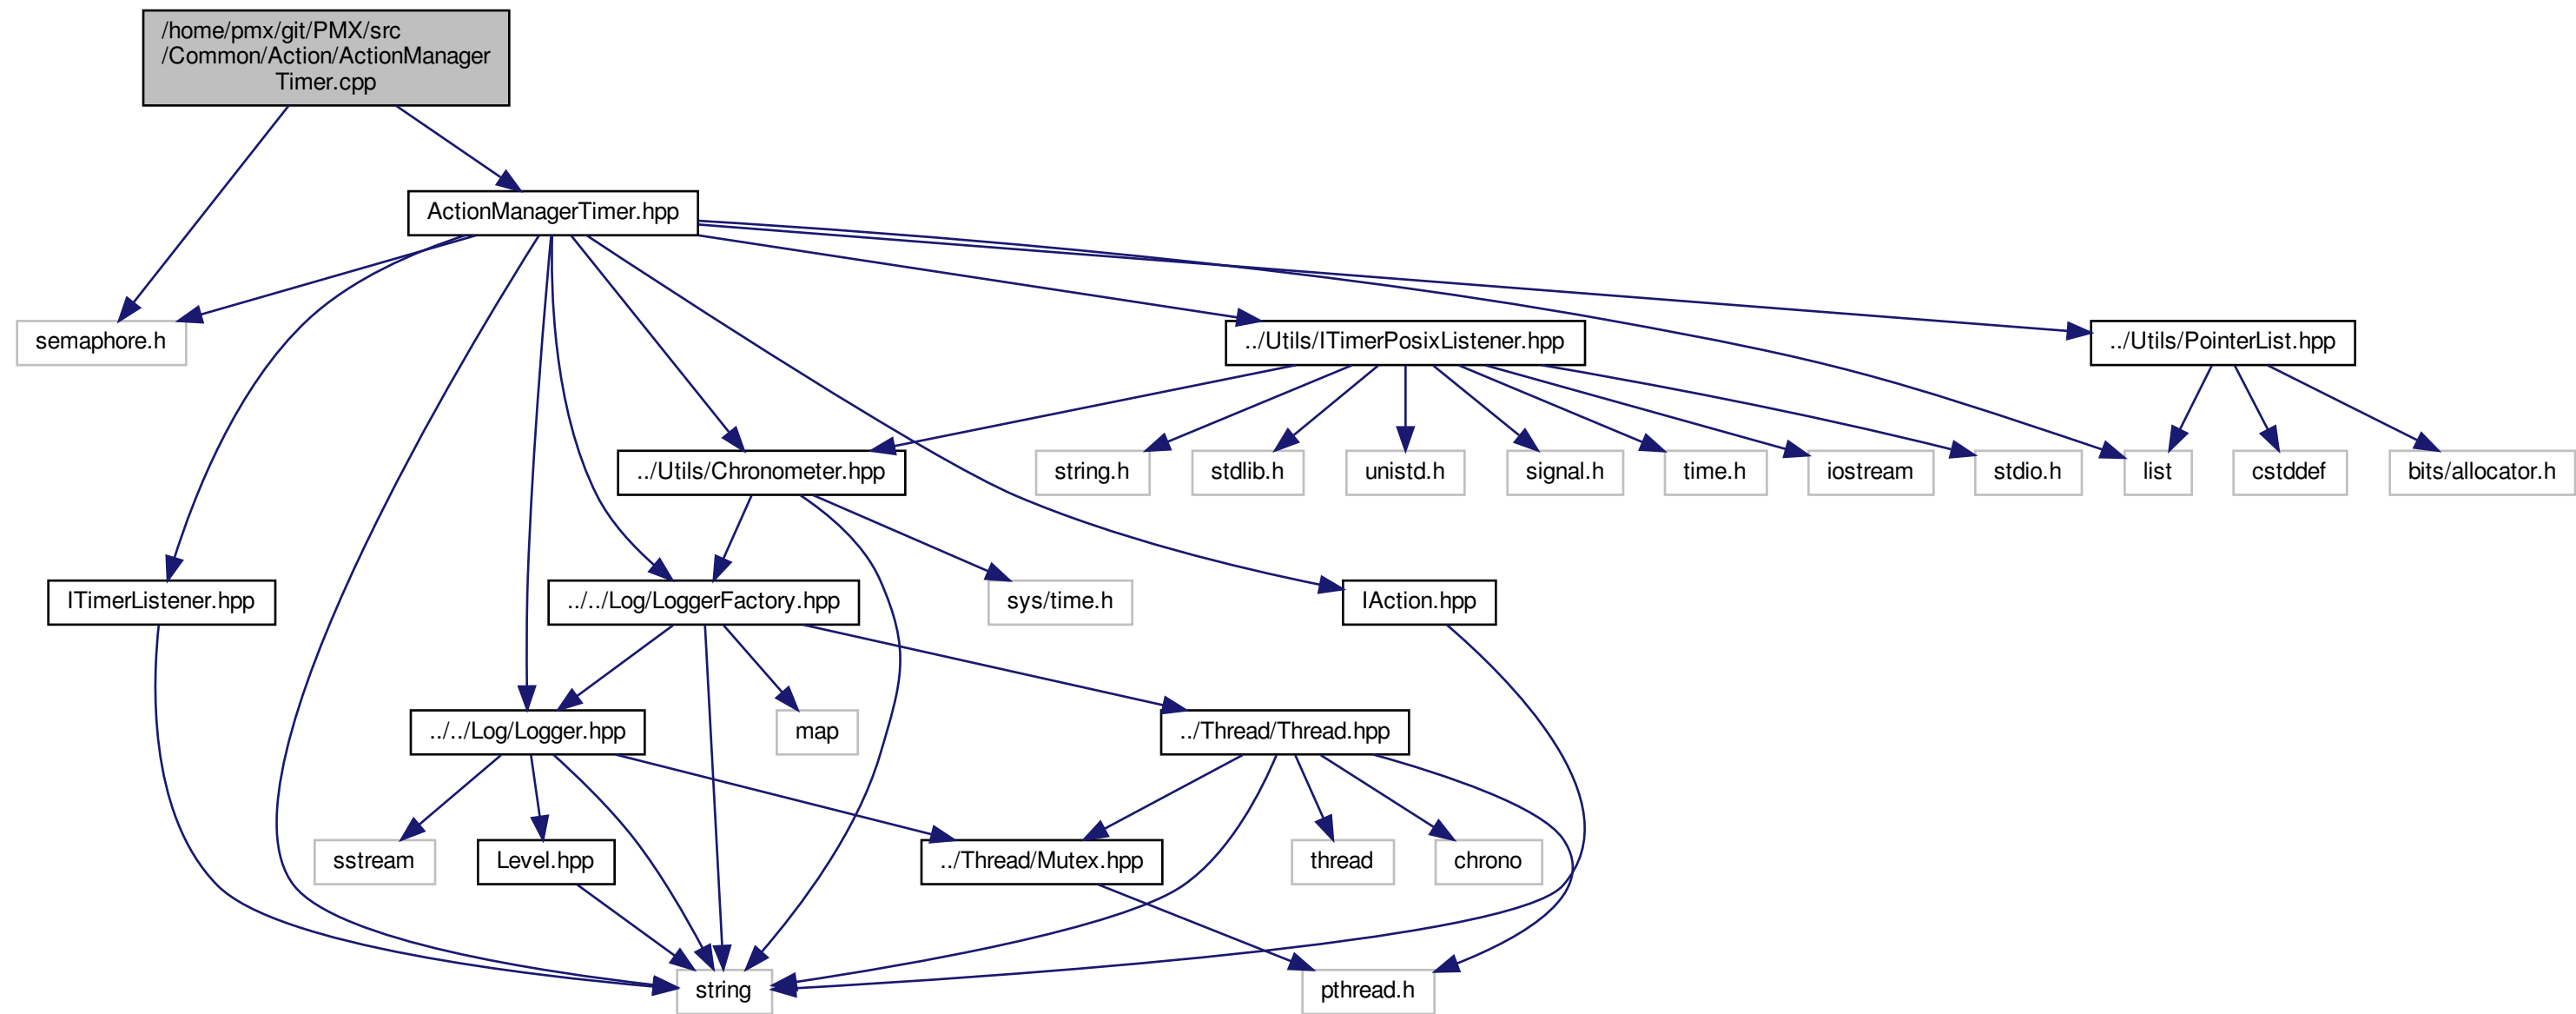 /home/pmx/git/PMX/src
/Common/Action/ActionManager
Timer.cpp
ActionManagerTimer.hpp
semaphore.h
../Utils/ITimerPosixListener.hpp
../Utils/PointerList.hpp
../Utils/Chronometer.hpp
string.h
stdlib.h
unistd.h
signal.h
time.h
iostream
stdio.h
list
cstddef
bits/allocator.h
ITimerListener.hpp
../../Log/LoggerFactory.hpp
sys/time.h
IAction.hpp
../../Log/Logger.hpp
map
../Thread/Thread.hpp
sstream
Level.hpp
../Thread/Mutex.hpp
thread
chrono
string
pthread.h